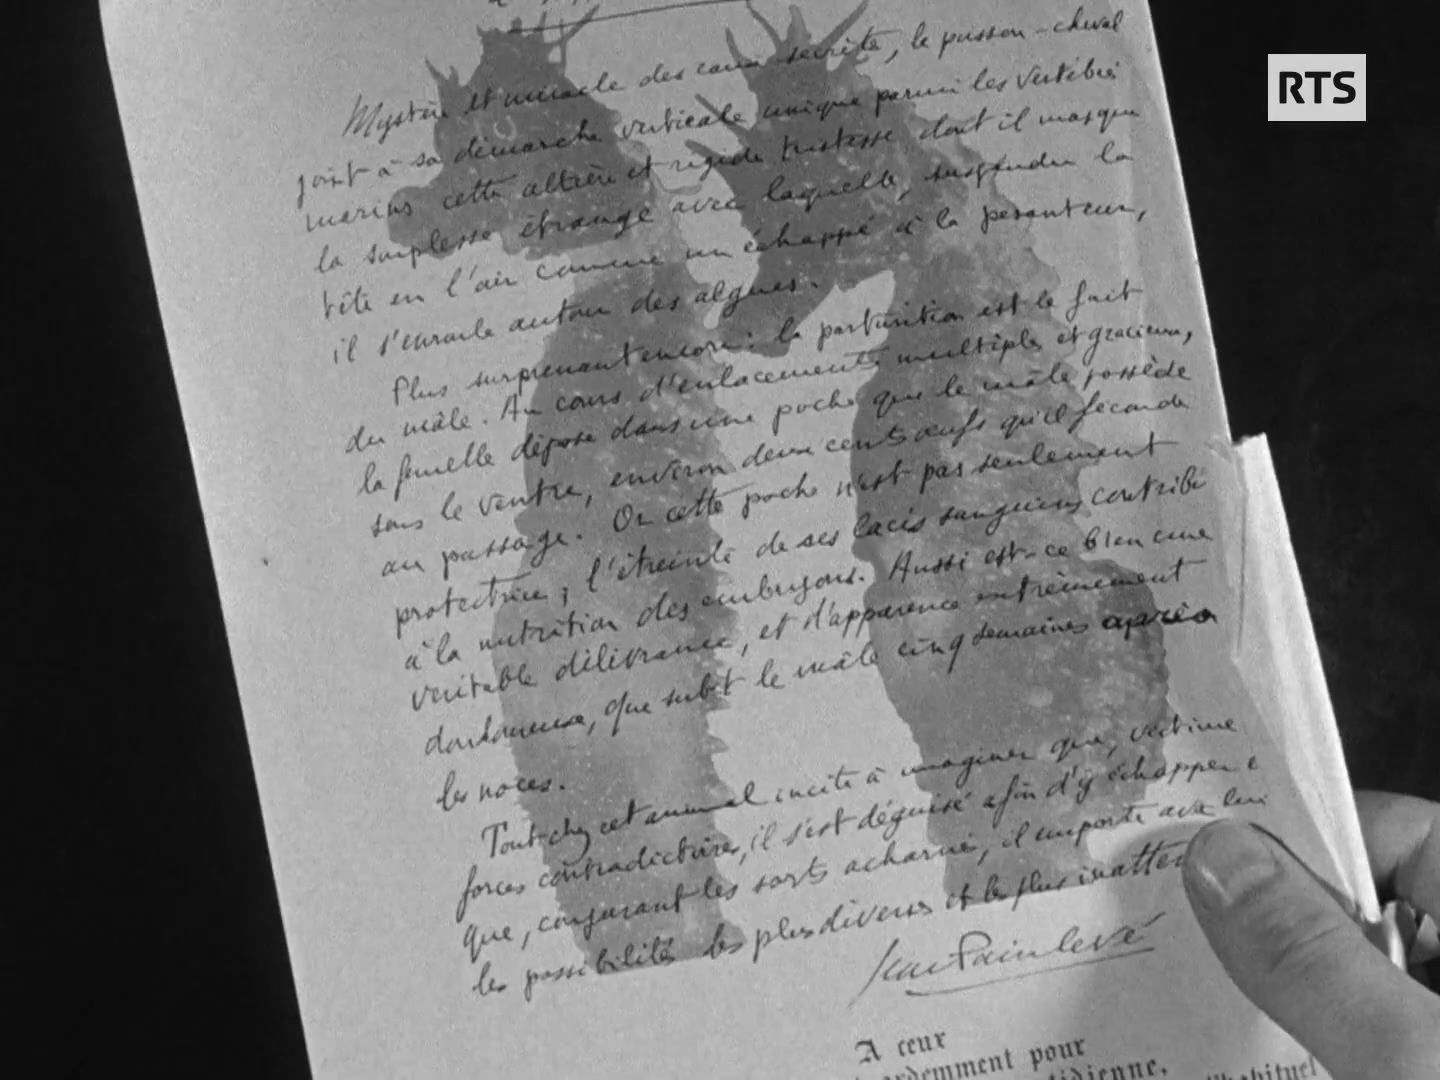 RTS
Mystère et miracle des eaux secrètes, le poisson-cheval
joint à sa démarche verticale unique parmi les vertébrés
marins cette altière et rigide tristesse dont il masque
la souplesse étrange avec laquelle, suspendu la
tête en l'air comme un échappé à la pesanteur,
il s'enroule autour des algues.
Plus surprenant encore : la parturition est le fait
du mâle. Au cours d'enlacements multiples et gracieux,
la femelle dépose dans une poche que le mâle possède
sous le ventre, environ deux cents œufs qu'il féconde
au passage. Or cette poche n'est pas seulement
protectrice ; l'étreinte de ses lacis sanguins contribue
à la nutrition des embryons. Aussi est-ce bien une
véritable délivrance, et d'apparence extrêmement
douloureuse, que subit le mâle cinq semaines après
les noces.
Tout chez cet animal incite à imaginer que, victime
forces contradictoires, il s'est déguisé afin d'y échapper e
que, conjurant les sorts acharnés, il emporte avec lui
les possibilités les plus diverses et les plus inatten
Jean Painlevé
A ceux
ardemment pour
tidienne,
l'habituel